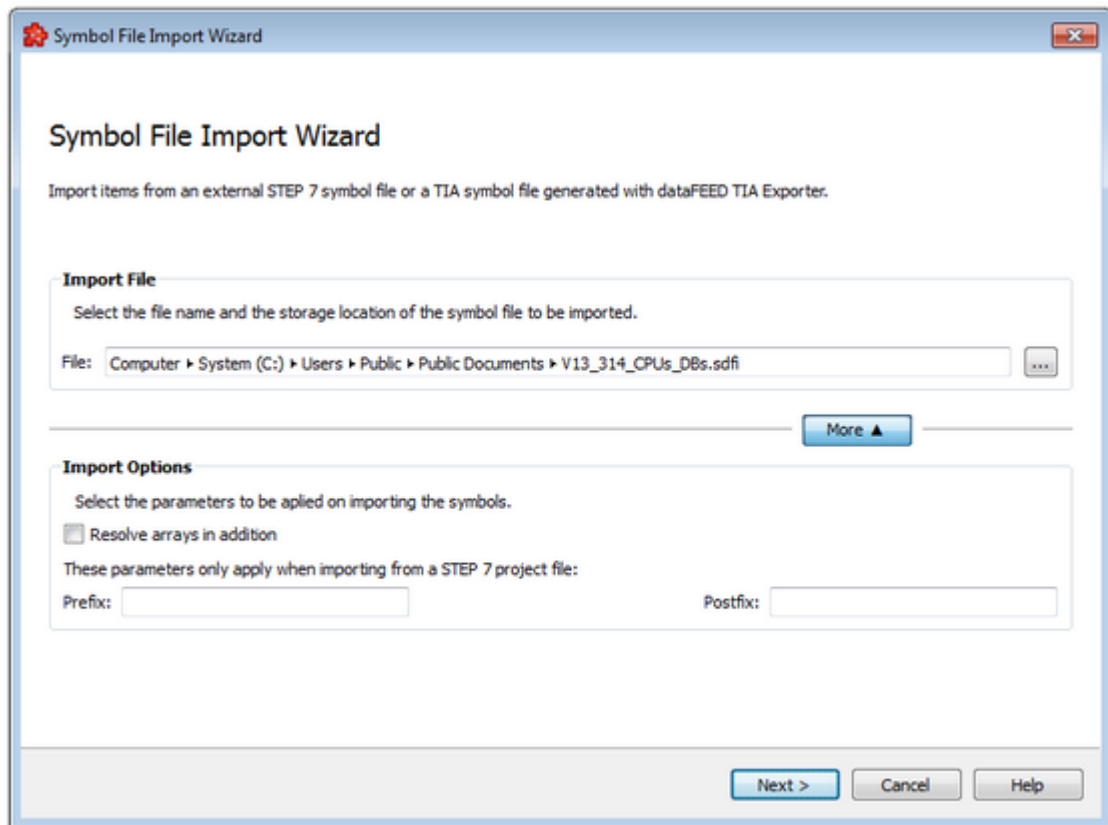 Symbol File Import Wizard
Symbol File Import Wizard
Import items from an external STEP 7 symbol file or a TIA symbol file generated with dataFEED TIA Exporter.
Import File
Select the file name and the storage location of the symbol file to be imported.
File: Computer ▸ System (C:) ▸ Users ▸ Public ▸ Public Documents ▸ V13_314_CPUs_DBs.sdfi ...
More ▲
Import Options
Select the parameters to be aplied on importing the symbols.
Resolve arrays in addition
These parameters only apply when importing from a STEP 7 project file:
Prefix: Postfix:
Next > Cancel Help